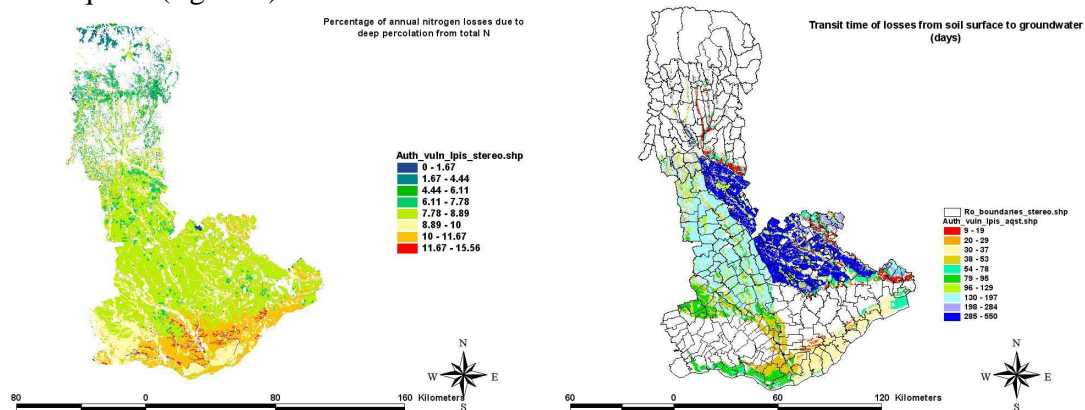 Percentage of annual nitrogen losses due to
deep percolation from total N
Auth_vuln_lpis_stereo.shp
0 - 1.67
1.67 - 4.44
4.44 - 6.11
6.11 - 7.78
7.78 - 8.89
8.89 - 10
10 - 11.67
11.67 - 15.56
N
W E
S
80 0 80 160 Kilometers
Transit time of losses from soil surface to groundwater
(days)
Ro_boundaries_stereo.shp
Auth_vuln_lpis_aqst.shp
9 - 19
20 - 29
30 - 37
38 - 53
54 - 78
79 - 95
96 - 129
130 - 197
198 - 284
285 - 550
N
W E
S
60 0 60 120 Kilometers